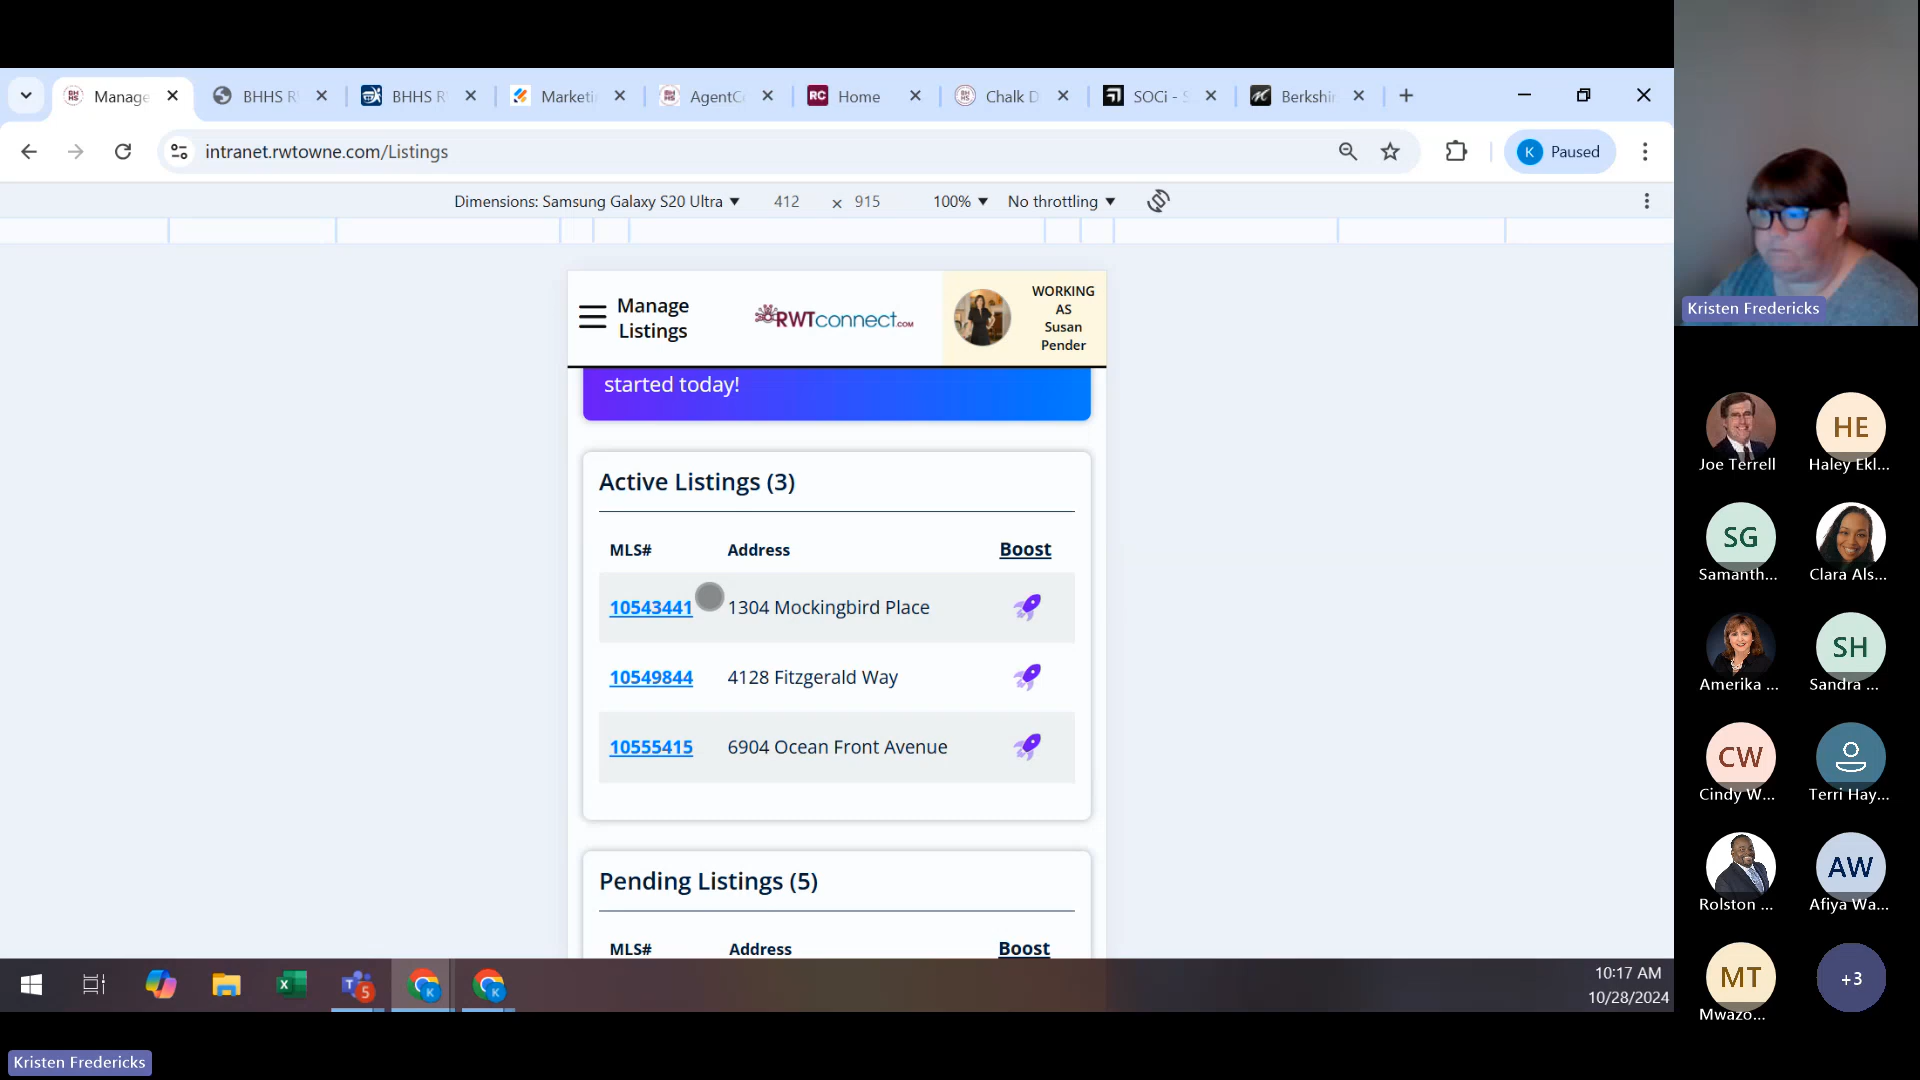 Manage
BHHS R
BHHS R
Marketi
AgentC
RC Home
Chalk D
SOCi - S
Berkshir
intranet.rwtowne.com/Listings
K Paused
Dimensions: Samsung Galaxy S20 Ultra
412 x 915
100%
No throttling
Manage
Listings
RWTconnect.com
WORKING
AS
Susan
Pender
started today!
Active Listings (3)
MLS# Address Boost
10543441 1304 Mockingbird Place
10549844 4128 Fitzgerald Way
10555415 6904 Ocean Front Avenue
Pending Listings (5)
MLS# Address Boost
10:17 AM
10/28/2024
Kristen Fredericks
Kristen Fredericks
Joe Terrell
HE
Haley Ekl...
SG
Samanth...
Clara Als...
Amerika ...
SH
Sandra ...
CW
Cindy W...
Terri Hay...
Rolston ...
AW
Afiya Wa...
MT
Mwazo...
+3